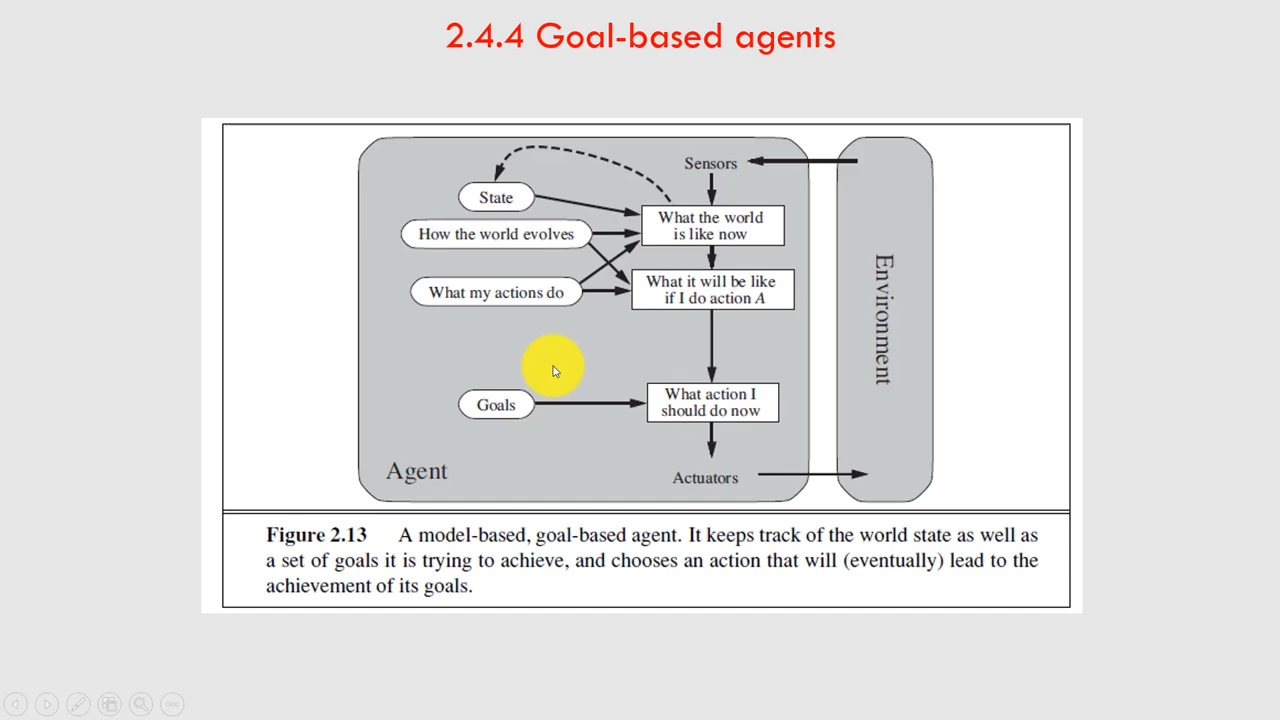 2.4.4 Goal-based agents
Sensors
State
What the world
is like now
How the world evolves
What it will be like
if I do action A
What my actions do
Environment
What action I
should do now
Goals
Agent
Actuators
Figure 2.13 A model-based, goal-based agent. It keeps track of the world state as well as
a set of goals it is trying to achieve, and chooses an action that will (eventually) lead to the
achievement of its goals.